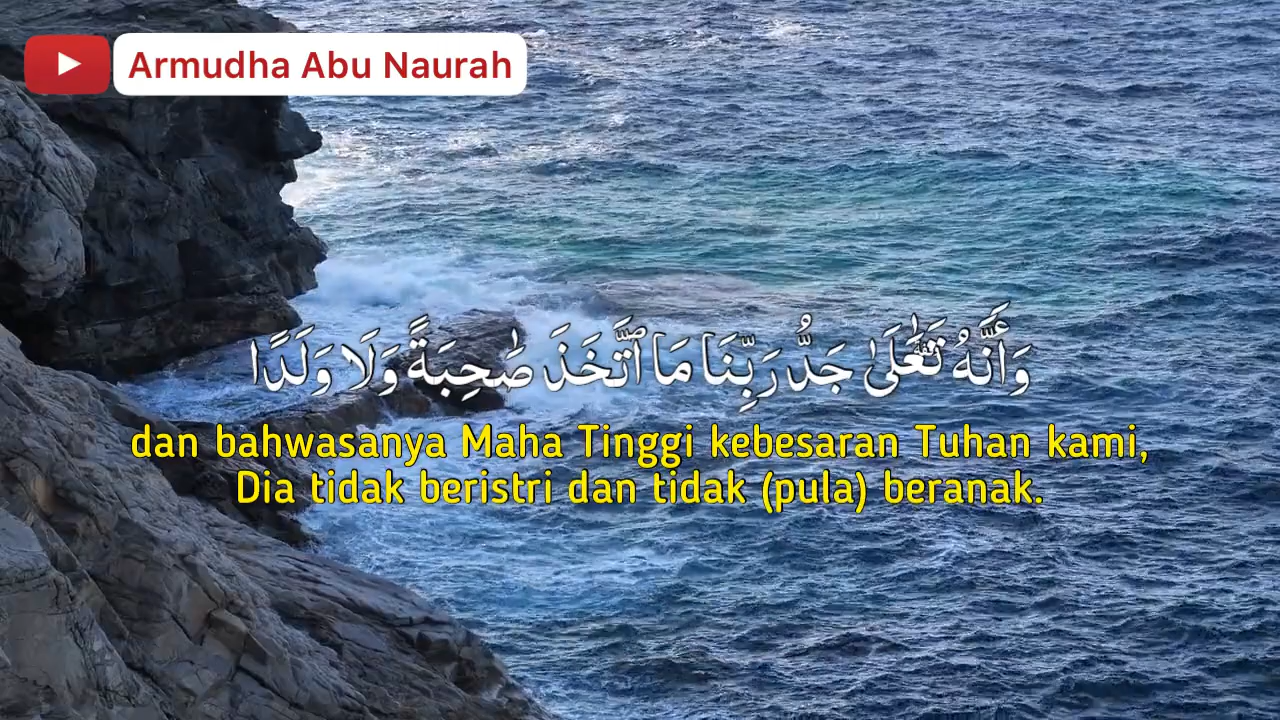 Armudha Abu Naurah
وَأَنَّهُۥ تَعَٰلَىٰ جَدُّ رَبِّنَا مَا ٱتَّخَذَ صَٰحِبَةً وَلَا وَلَدًا
dan bahwasanya Maha Tinggi kebesaran Tuhan kami,
Dia tidak beristri dan tidak (pula) beranak.